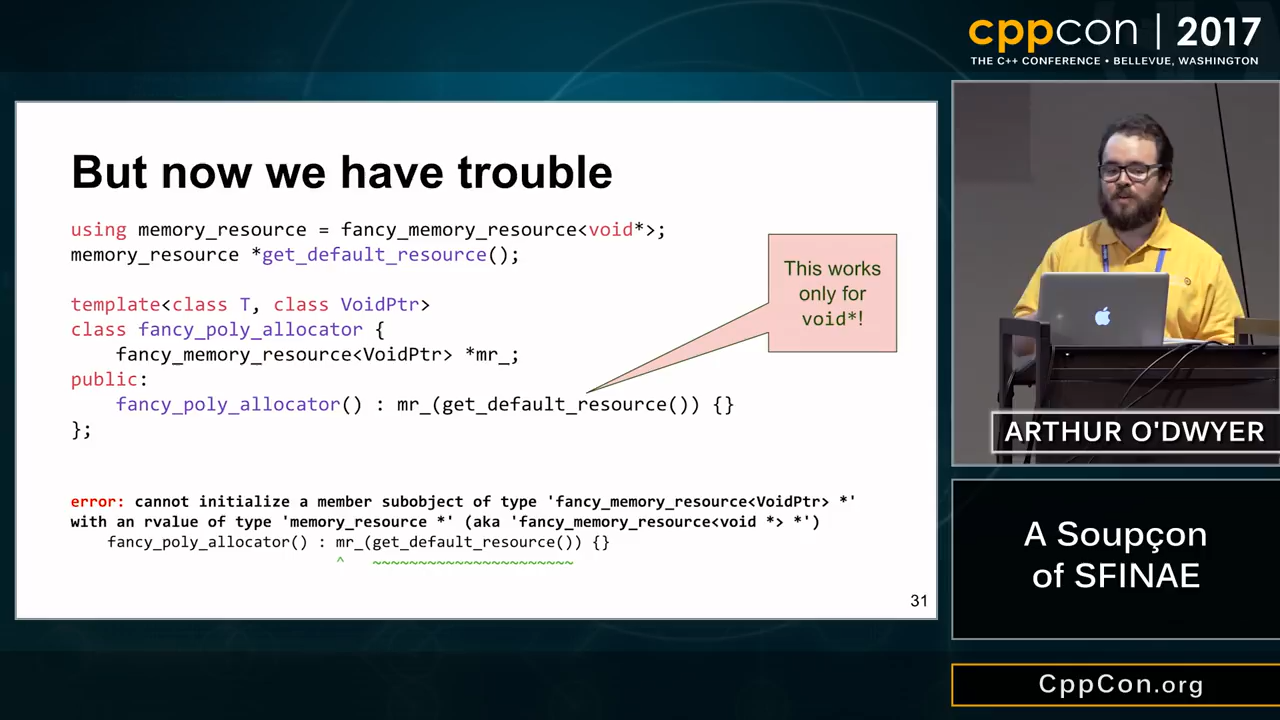 cppcon | 2017
THE C++ CONFERENCE • BELLEVUE, WASHINGTON
But now we have trouble
using memory_resource = fancy_memory_resource<void*>;
memory_resource *get_default_resource();
template<class T, class VoidPtr>
class fancy_poly_allocator {
fancy_memory_resource<VoidPtr> *mr_;
public:
fancy_poly_allocator() : mr_(get_default_resource()) {}
};
This works
only for
void*!
error: cannot initialize a member subobject of type 'fancy_memory_resource<VoidPtr> *'
with an rvalue of type 'memory_resource *' (aka 'fancy_memory_resource<void *> *')
fancy_poly_allocator() : mr_(get_default_resource()) {}
^ ~~~~~~~~~~~~~~~~~~~~~~
31
ARTHUR O'DWYER
A Soupçon
of SFINAE
CppCon.org